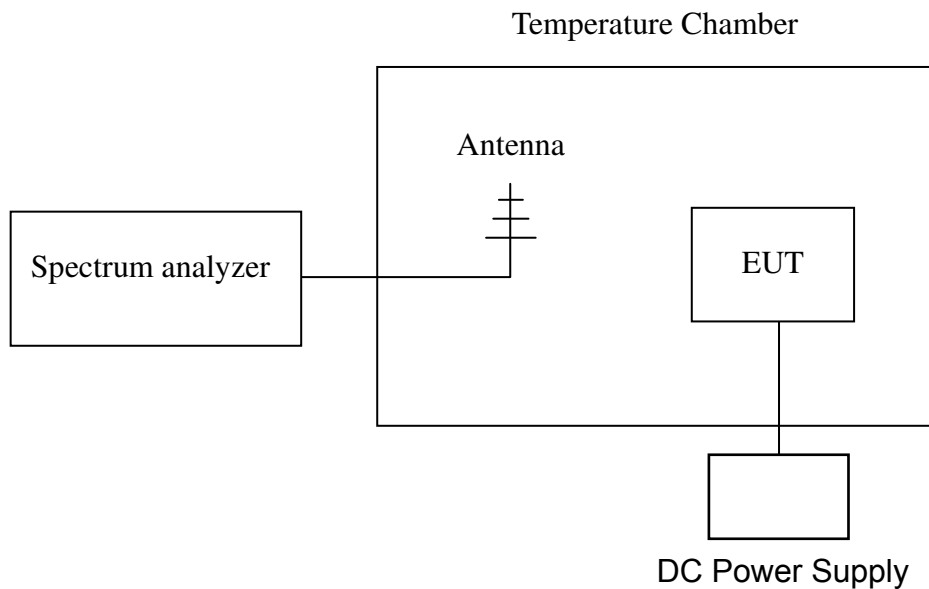 Temperature Chamber
Antenna
Spectrum analyzer
EUT
DC Power Supply